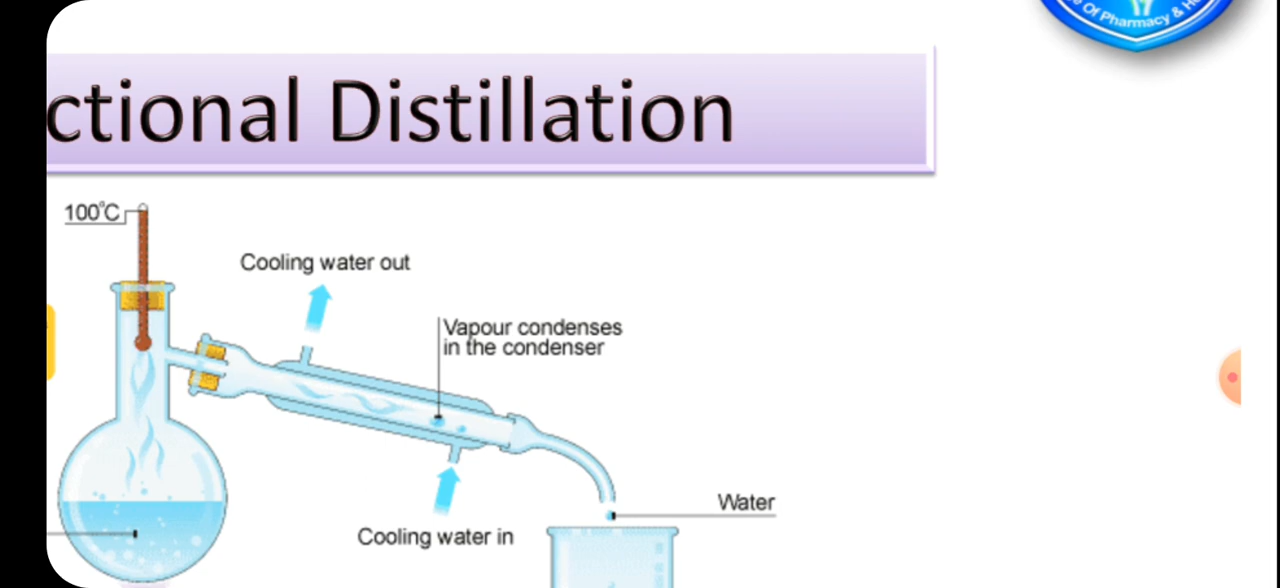 Of Pharmacy & H
ctional Distillation
100°C
Cooling water out
Vapour condenses
in the condenser
Water
Cooling water in